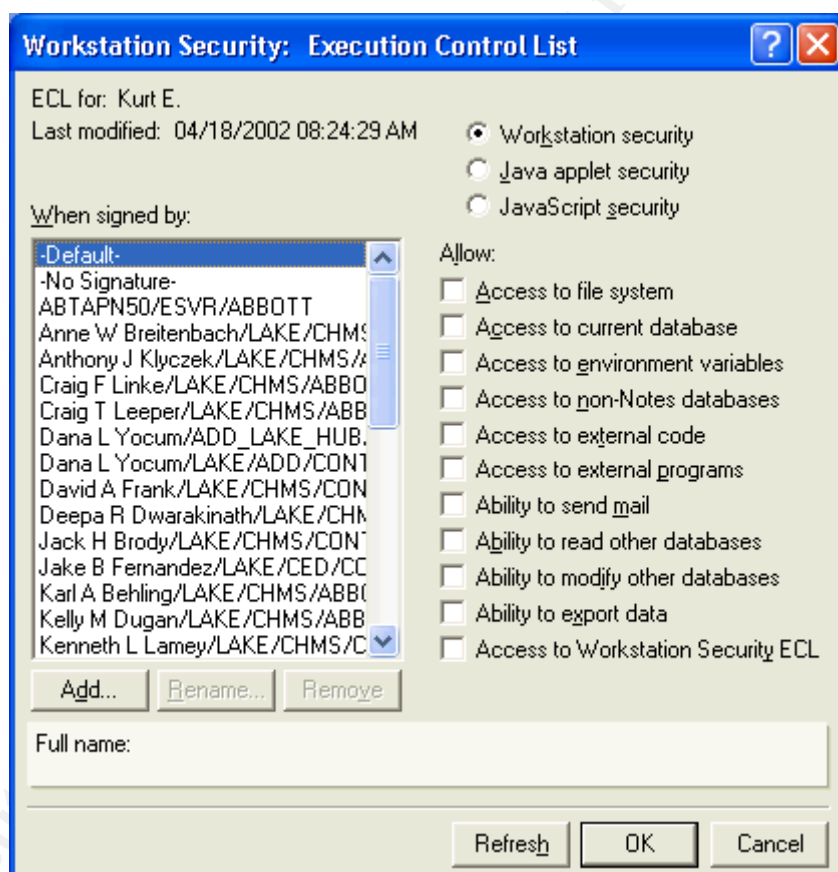 Workstation Security: Execution Control List
ECL for: Kurt E.
Last modified: 04/18/2002 08:24:29 AM
Workstation security
Java applet security
JavaScript security
When signed by:
-Default-
-No Signature-
ABTAPN50/ESVR/ABBOTT
Anne W Breitenbach/LAKE/CHMS
Anthony J Klyczek/LAKE/CHMS/
Craig F Linke/LAKE/CHMS/ABBO
Craig T Leeper/LAKE/CHMS/ABB
Dana L Yocum/ADD_LAKE_HUB.
Dana L Yocum/LAKE/ADD/CONT
David A Frank/LAKE/CHMS/CON
Deepa R Dwarakinath/LAKE/CHM
Jack H Brody/LAKE/CHMS/CONT
Jake B Fernandez/LAKE/CED/CC
Karl A Behling/LAKE/CHMS/ABBO
Kelly M Dugan/LAKE/CHMS/ABB
Kenneth L Lamey/LAKE/CHMS/C
Allow:
Access to file system
Access to current database
Access to environment variables
Access to non-Notes databases
Access to external code
Access to external programs
Ability to send mail
Ability to read other databases
Ability to modify other databases
Ability to export data
Access to Workstation Security ECL
Add...
Rename...
Remove
Full name:
Refresh
OK
Cancel